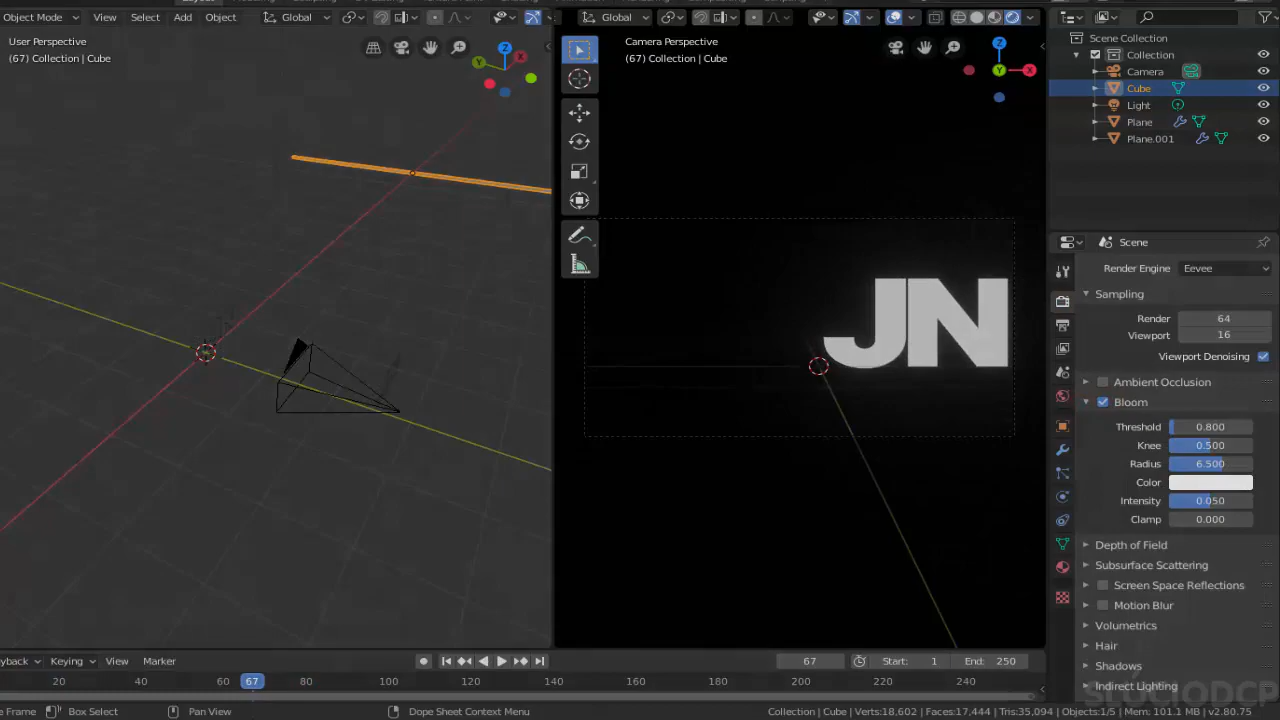 Object Mode View Select Add Object Global
User Perspective
(67) Collection | Cube
Global
Camera Perspective
(67) Collection | Cube
Z
Y
X
JN
Scene Collection
Collection
Camera
Cube
Light
Plane
Plane.001
Scene
Render Engine Eevee
Sampling
Render 64
Viewport 16
Viewport Denoising
Ambient Occlusion
Bloom
Threshold 0.800
Knee 0.500
Radius 6.500
Color
Intensity 0.050
Clamp 0.000
Depth of Field
Subsurface Scattering
Screen Space Reflections
Motion Blur
Volumetrics
Hair
Shadows
Indirect Lighting
yback Keying View Marker 67 Start: 1 End: 250
20 40 67 80 100 120 140 160 180 200 220 240
e Frame Box Select Pan View Dope Sheet Context Menu Collection | Cube | Verts:18,602 | Faces:17,444 | Tris:35,094 | Objects:1/5 | Mem: 101.1 MB | v2.80.75